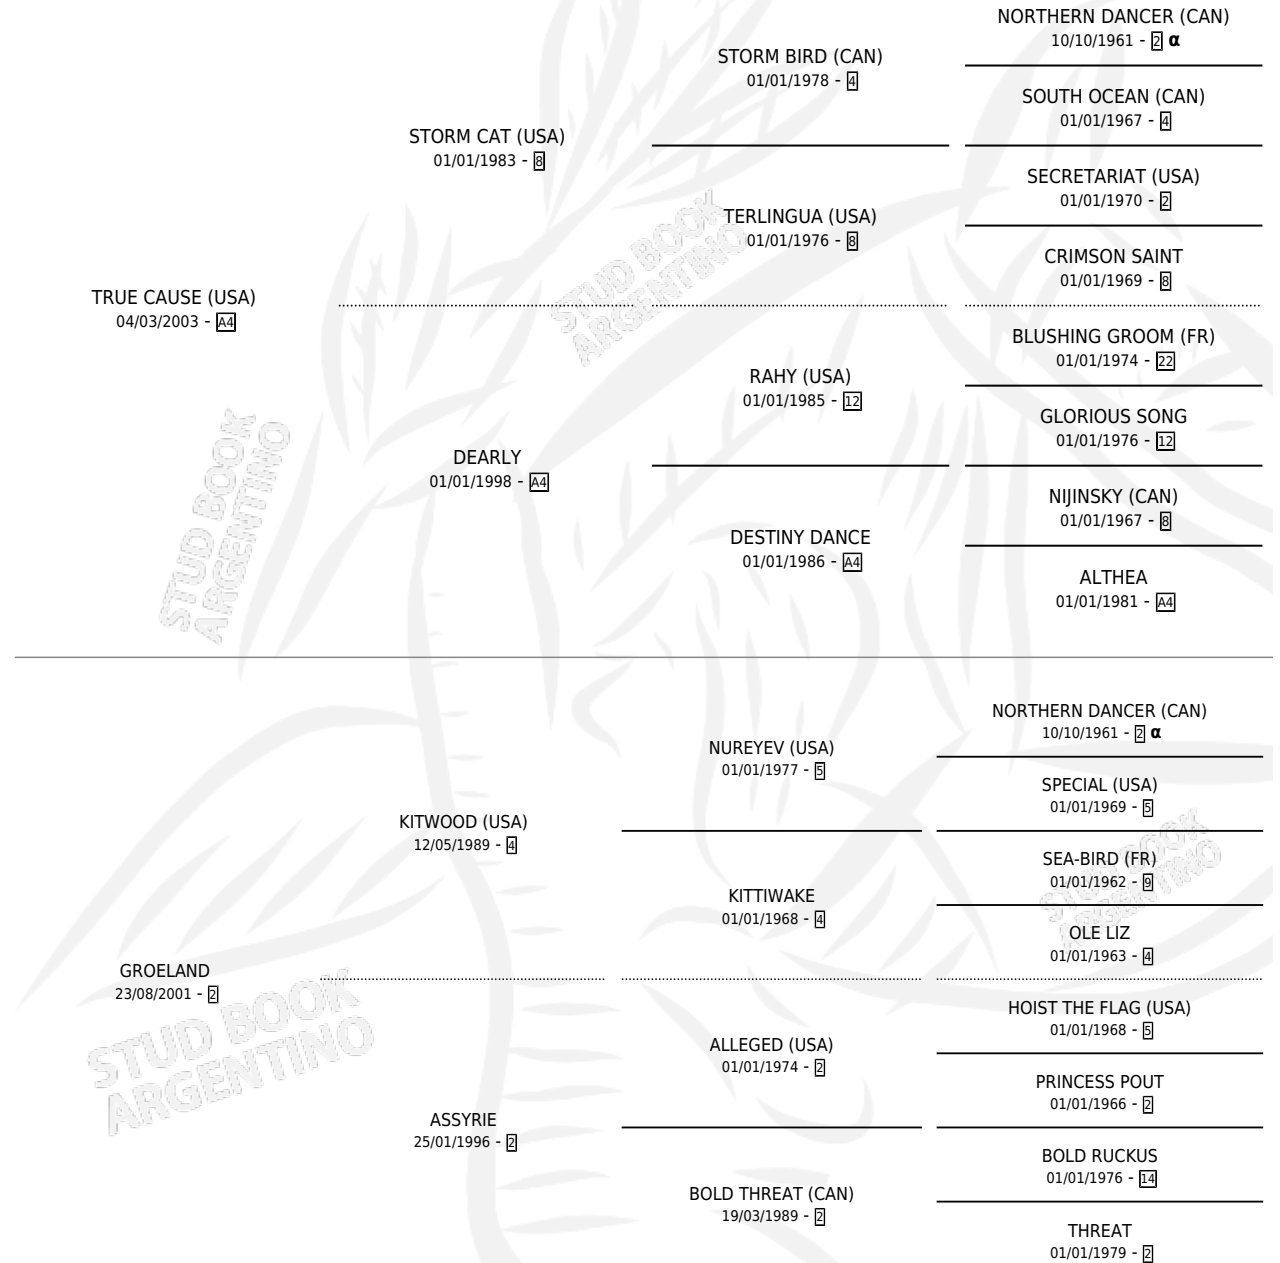 NORTHERN DANCER (CAN)
10/10/1961 - 2 α
STORM BIRD (CAN)
01/01/1978 - 4
SOUTH OCEAN (CAN)
01/01/1967 - 4
STORM CAT (USA)
01/01/1983 - 8
SECRETARIAT (USA)
01/01/1970 - 2
TERLINGUA (USA)
01/01/1976 - 8
CRIMSON SAINT
01/01/1969 - 8
TRUE CAUSE (USA)
04/03/2003 - A4
BLUSHING GROOM (FR)
01/01/1974 - 22
RAHY (USA)
01/01/1985 - 12
GLORIOUS SONG
01/01/1976 - 12
DEARLY
01/01/1998 - A4
NIJINSKY (CAN)
01/01/1967 - 8
DESTINY DANCE
01/01/1986 - A4
ALTHEA
01/01/1981 - A4
NORTHERN DANCER (CAN)
10/10/1961 - 2 α
NUREYEV (USA)
01/01/1977 - 5
SPECIAL (USA)
01/01/1969 - 5
KITWOOD (USA)
12/05/1989 - 4
SEA-BIRD (FR)
01/01/1962 - 9
KITTIWAKE
01/01/1968 - 4
OLE LIZ
01/01/1963 - 4
GROELAND
23/08/2001 - 2
HOIST THE FLAG (USA)
01/01/1968 - 5
ALLEGED (USA)
01/01/1974 - 2
PRINCESS POUT
01/01/1966 - 2
ASSYRIE
25/01/1996 - 2
BOLD RUCKUS
01/01/1976 - 14
BOLD THREAT (CAN)
19/03/1989 - 2
THREAT
01/01/1979 - 2
STUD BOOK
ARGENTINO
STUD BOOK
ARGENTINO
STUD BOOK
ARGENTINO
STUD BOOK
ARGENTINO